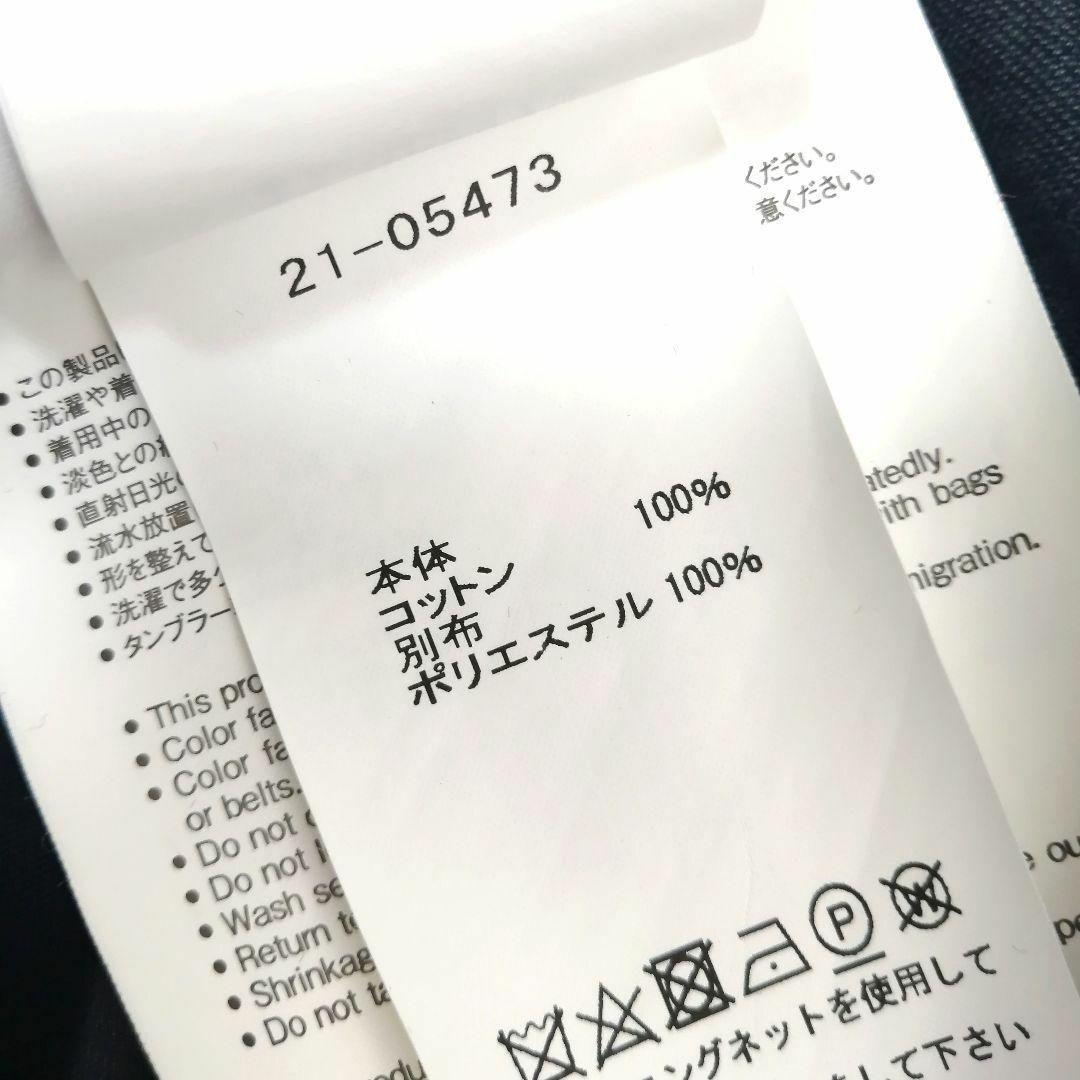 21-05473
本体
コットン 100%
別布
ポリエステル 100%
P
W
ングネットを使用して
して下さい
ください。
意ください。
atedly.
ith bags
nigration.
e ou
• この製品
• 洗濯や着
• 着用中の
• 淡色との
• 直射日光
• 流水放置
• 形を整えて
• 洗濯で多
• タンブラー
• This pro
• Color fa
• Color fa
or belts.
• Do not
• Do not
• Wash se
• Return t
• Shrinkag
• Do not ta